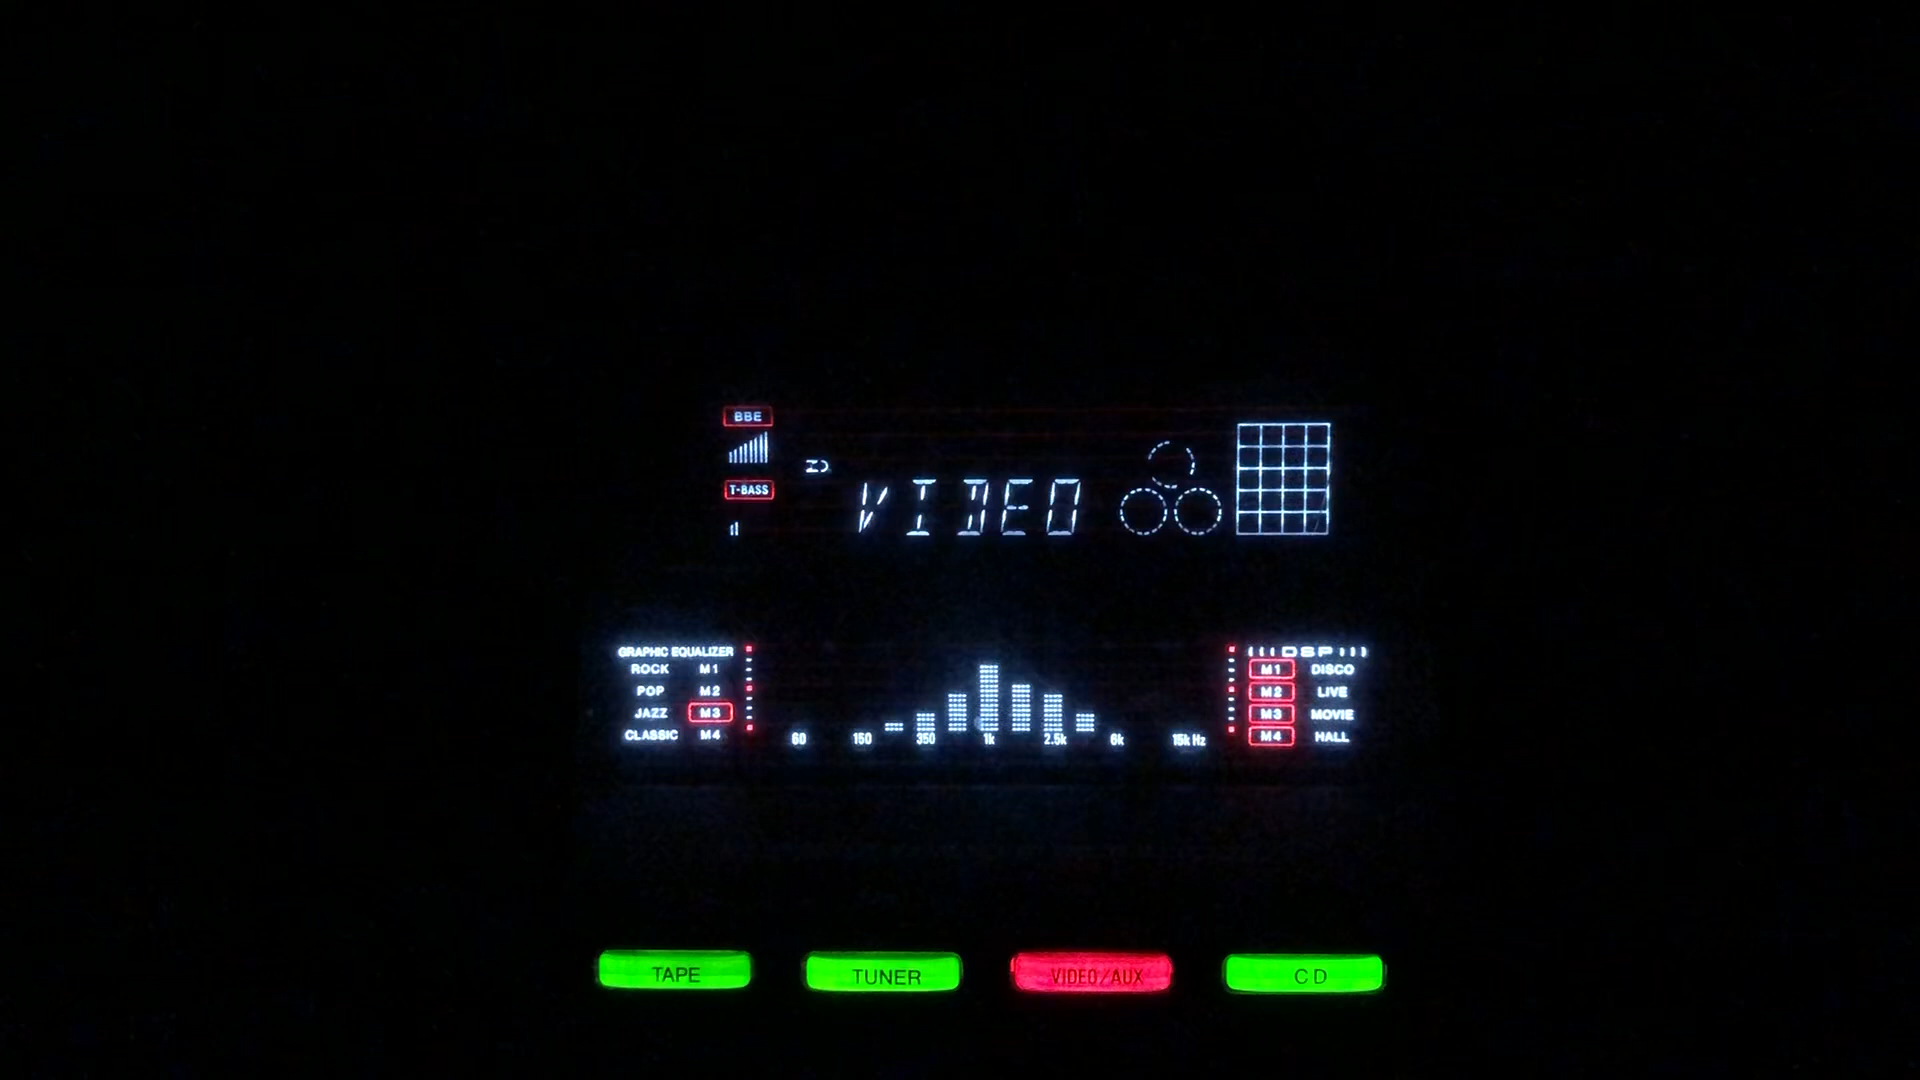 BBE
T-BASS
VIDEO
GRAPHIC EQUALIZER
ROCK M1
POP M2
JAZZ M3
CLASSIC M4
60 150 350 1k 2.5k 6k 15k Hz
DSP
M1 DISCO
M2 LIVE
M3 MOVIE
M4 HALL
TAPE TUNER VIDEO/AUX CD